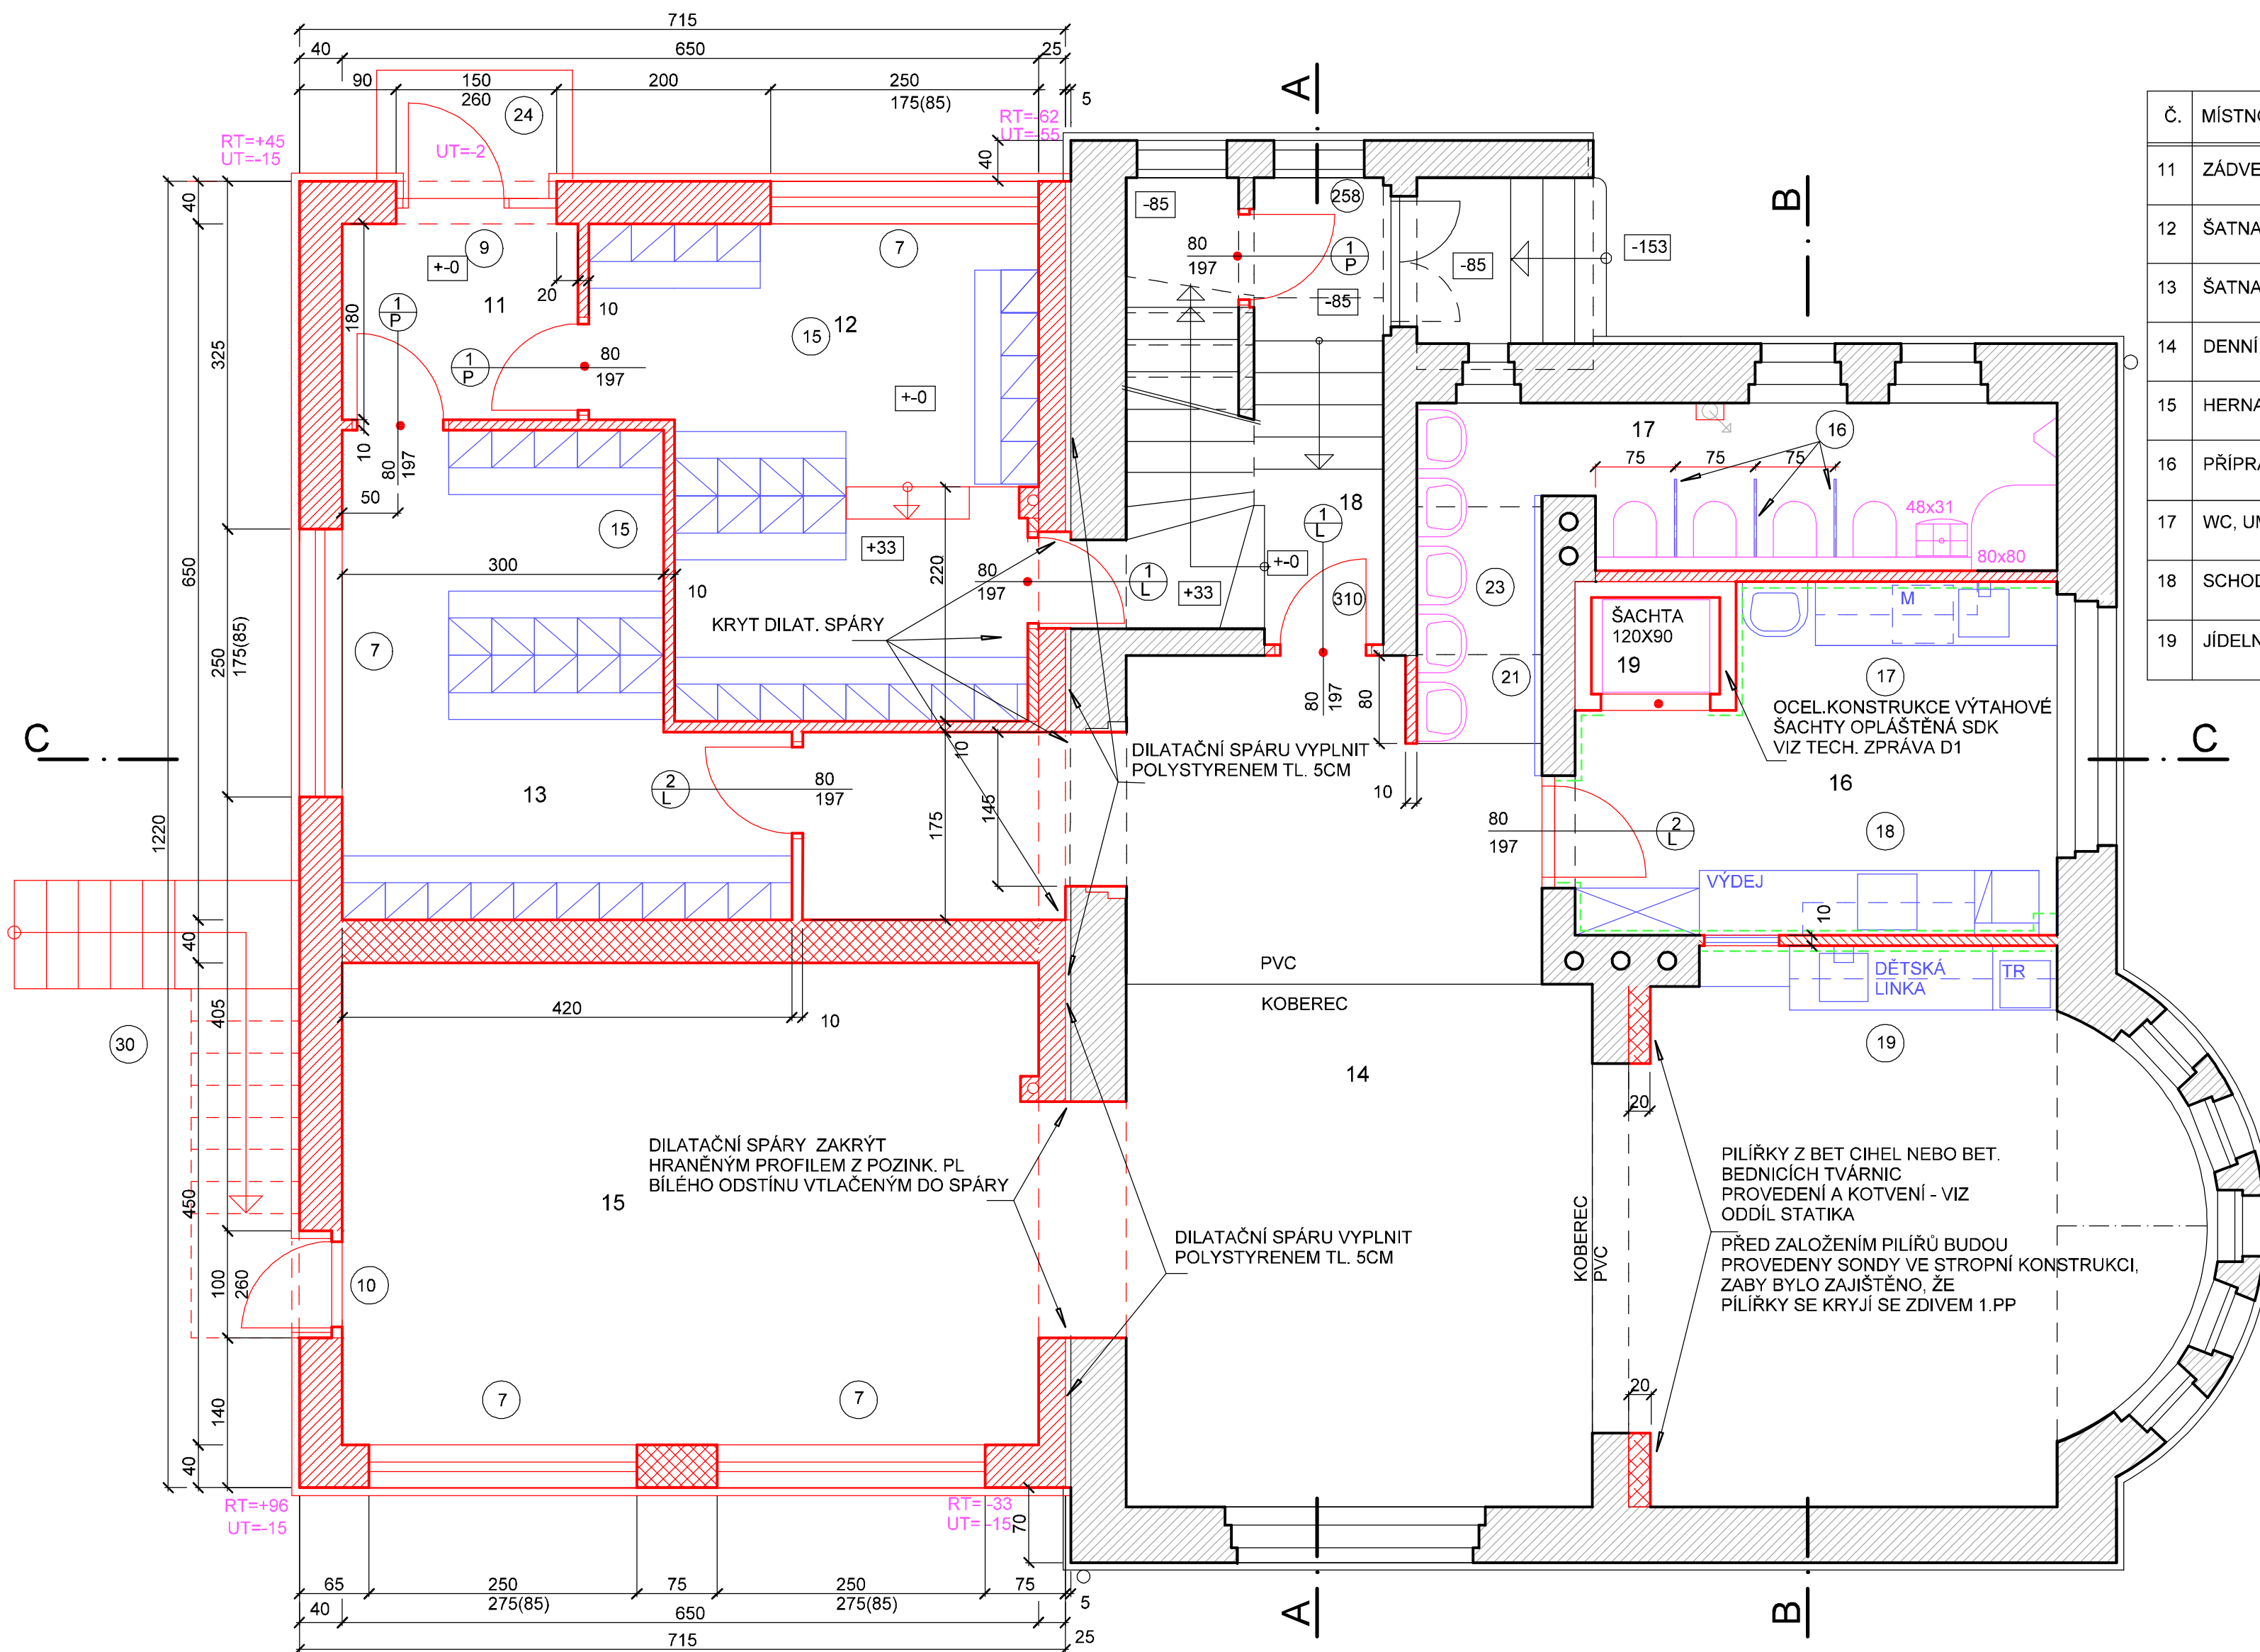 715
40 650 25
90 150 200 250
260 175(85) 5
24
RT=+45
UT=-15
UT=-2
RT=-62
UT=-55
40
A
B
Č. MÍSTNO
11 ZÁDVE
12 ŠATNA
13 ŠATNA
14 DENNÍ
15 HERNA
16 PŘÍPRA
17 WC, UM
18 SCHOD
19 JÍDELN
40
9
+-0
7
-85
258
80
197
1
P
-85
-85
-153
20 10
11
180
1
P
15
12
325
1
P
80
197
+-0
10
80
197
50
17
16
75 75 75
48x31
80x80
18
1
L
15
+33
220
300
10
650
250
175(85)
7
80
197
1
L
+33
+-0
310
23
ŠACHTA
120X90
19
M
KRYT DILAT. SPÁRY
21
17
80
197
80
OCEL.KONSTRUKCE VÝTAHOVÉ
ŠACHTY OPLÁŠTĚNÁ SDK
VIZ TECH. ZPRÁVA D1
C
C
DILATAČNÍ SPÁRU VYPLNIT
POLYSTYRENEM TL. 5CM
10
13
2
L
80
197
175
145
10
16
80
197
2
L
18
1220
VÝDEJ
10
40
PVC
KOBEREC
DĚTSKÁ
LINKA
TR
405
420
10
30
19
14
20
450
DILATAČNÍ SPÁRY ZAKRÝT
HRANĚNÝM PROFILEM Z POZINK. PL
BÍLÉHO ODSTÍNU VTLAČENÝM DO SPÁRY
15
PILÍŘKY Z BET CIHEL NEBO BET.
BEDNICÍCH TVÁRNIC
PROVEDENÍ A KOTVENÍ - VIZ
ODDÍL STATIKA
PŘED ZALOŽENÍM PILÍŘŮ BUDOU
PROVEDENY SONDY VE STROPNÍ KONSTRUKCI,
ZABY BYLO ZAJIŠTĚNO, ŽE
PÍLÍŘKY SE KRYJÍ SE ZDIVEM 1.PP
DILATAČNÍ SPÁRU VYPLNIT
POLYSTYRENEM TL. 5CM
KOBEREC
PVC
100
260
10
140
7
7
20
40
RT=+96
UT=-15
RT=-33
UT=-15
70
65 250 75 250 75
275(85) 275(85) 5
40 650
715 25
A
B